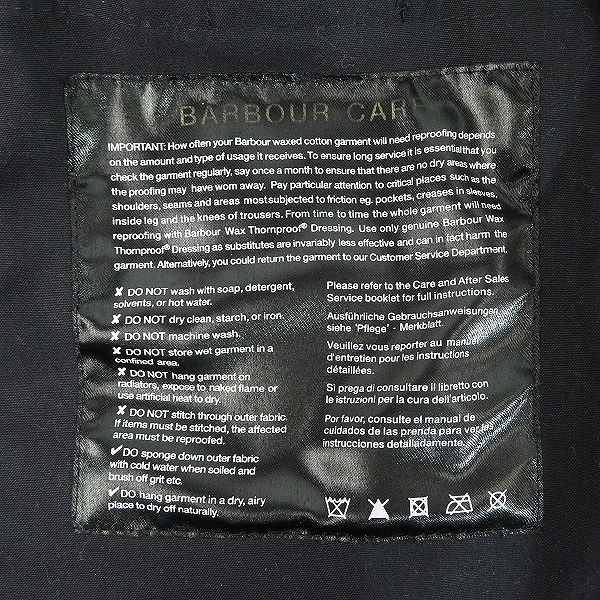 BARBOUR CARE
IMPORTANT: How often your Barbour waxed cotton garment will need reproofing depends
on the amount and type of usage it receives. To ensure long service it is essential that you
check the garment regularly, say once a month to ensure that there are no dry areas where
the proofing may have worn away. Pay particular attention to critical places such as the
shoulders, seams and areas most subjected to friction eg. pockets, creases in sleeves,
inside leg and the knees of trousers. From time to time the whole garment will need
reproofing with Barbour Wax Thornproof® Dressing. Use only genuine Barbour Wax
Thornproof® Dressing as substitutes are invariably less effective and can in fact harm the
garment. Alternatively, you could return the garment to our Customer Service Department.
✘ DO NOT wash with soap, detergent,
solvents, or hot water.
✘ DO NOT dry clean, starch, or iron.
✘ DO NOT machine wash.
✘ DO NOT store wet garment in a
confined area.
✘ DO NOT hang garment on
radiators, expose to naked flame or
use artificial heat to dry.
✘ DO NOT stitch through outer fabric.
If items must be stitched, the affected
area must be reproofed.
✔ DO sponge down outer fabric
with cold water when soiled and
brush off grit etc.
✔ DO hang garment in a dry, airy
place to dry off naturally.
Please refer to the Care and After Sales
Service booklet for full instructions.
Ausführliche Gebrauchsanweisungen,
siehe 'Pflege' - Merkblatt.
Veuillez vous reporter au manuel
d'entretien pour les instructions
détaillées.
Si prega di consultare il libretto con
le istruzioni per la cura dell'articolo.
Por favor, consulte el manual de
cuidados de las prenda para ver las
instrucciones detalladamente.